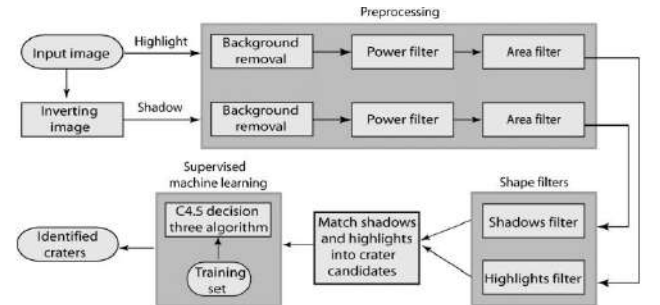 Preprocessing
Input image
Highlight
Background
removal
Power filter
Area filter
Inverting
image
Shadow
Background
removal
Power filter
Area filter
Supervised
machine learning
Shape filters
Identified
craters
C4.5 decision
three algorithm
Training
set
Match shadows
and highlights
into crater
candidates
Shadows filter
Highlights filter